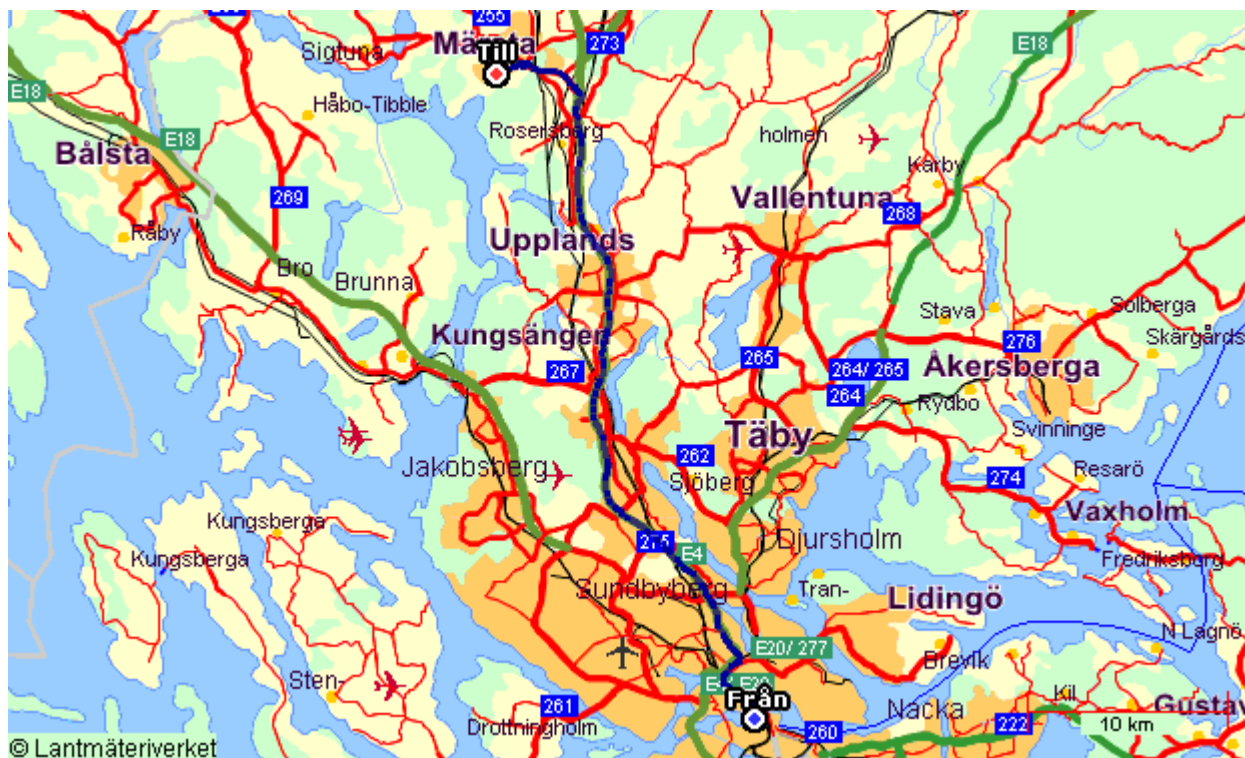 255
273
E18
Märsta
Till
Sigtuna
E18
Håbo-Tibble
Rosersberg
holmen
E18
Bålsta
Karby
Vallentuna
269
268
Råby
Upplands
Bro
Brunna
Stava
Solberga
Skärgårds
Kungsänger
276
265
264/ 265
Åkersberga
267
264
Rydbo
Täby
Svinninge
262
Jakobsberg
Sjöberg
Resarö
274
Vaxholm
Kungsberga
275
E4
Djursholm
Kungsberga
Fredriksberg
Sundbyberg
Tran-
Lidingö
N Lagnö
E20/ 277
Brevik
Sten-
E20
Från
Kil
261
Nacka
Gustav
Drottningholm
260
222
10 km
© Lantmäteriverket